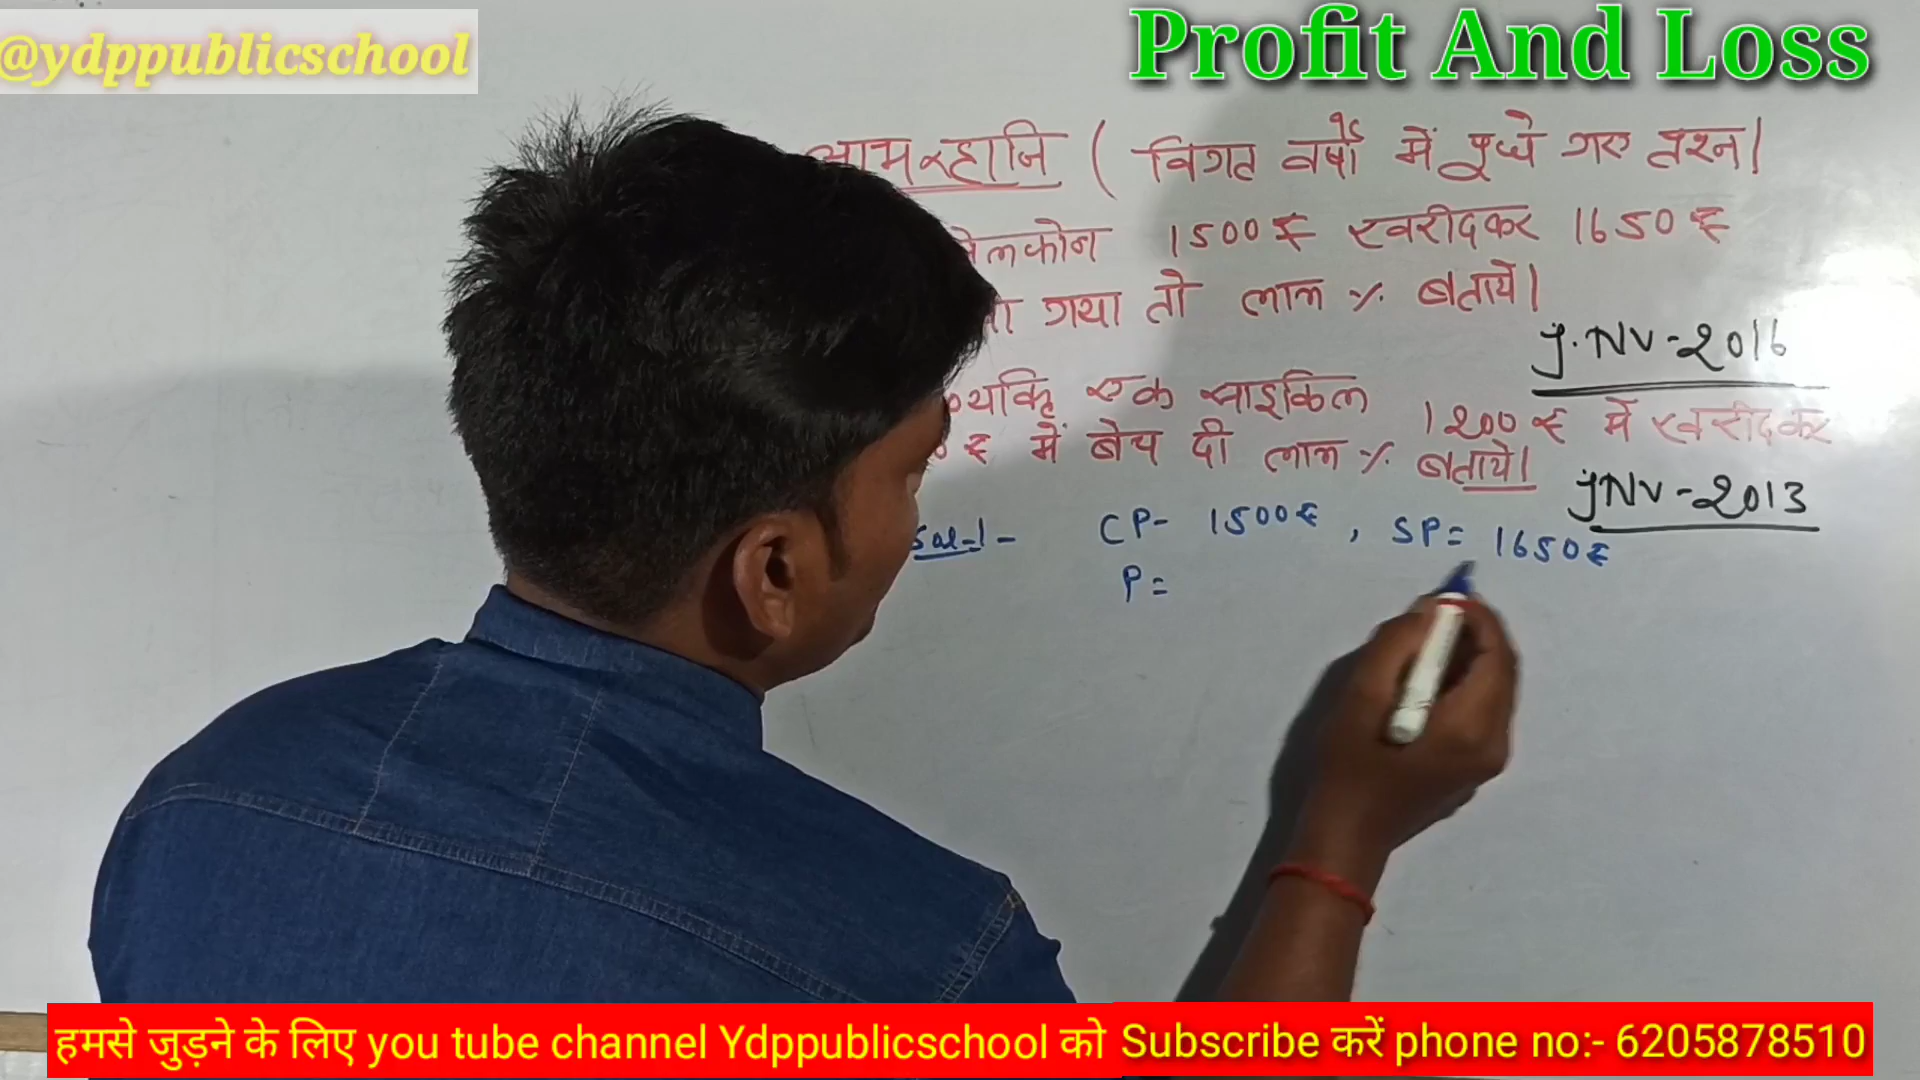 @ydppublicschool
Profit And Loss
( विगत वर्षों में पुछे गए प्रश्न।
1500₹ खरीदकर 1650₹
गया तो लाभ % बताये।
J.NV-2016
एक साइकिल 1200₹ में खरीदकर
₹ में बेच दी लाभ % बताये।
JNV-2013
Sol-1- CP- 1500₹, SP= 1650₹
P=
हमसे जुड़ने के लिए you tube channel Ydppublicschool को Subscribe करें phone no:- 6205878510